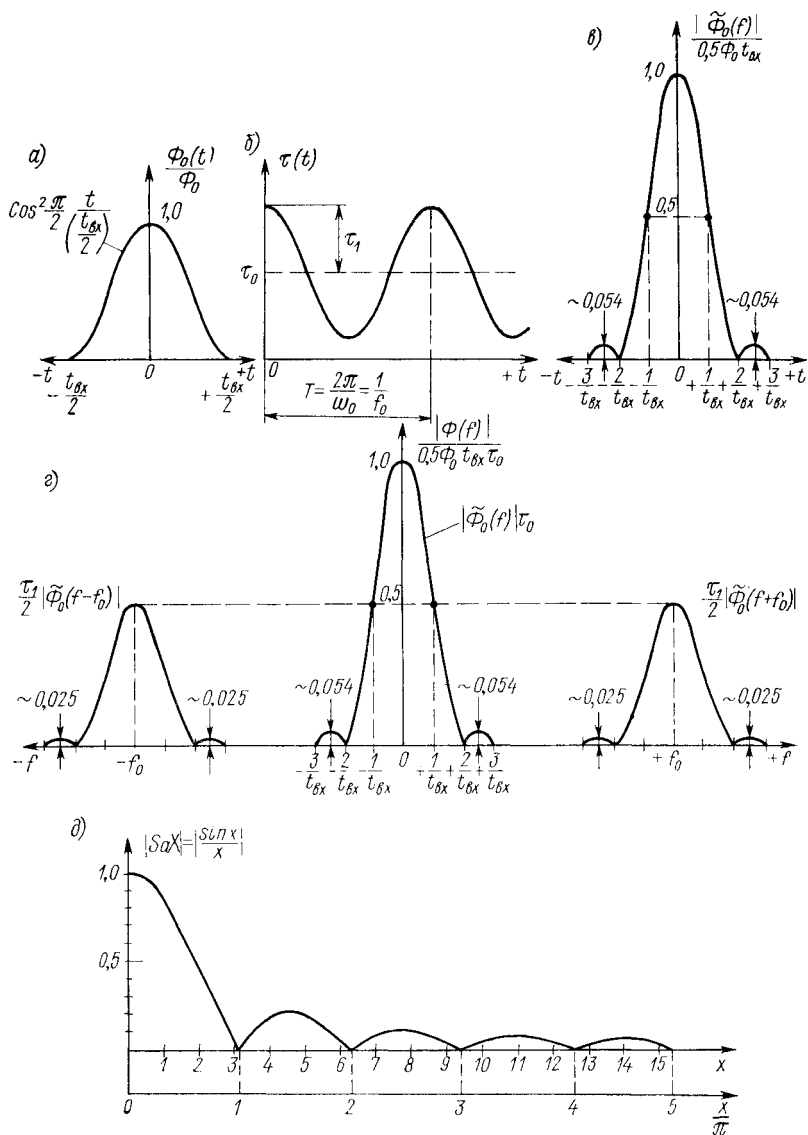 а)
Ф₀(t)/Ф₀
Cos² π/2 (t/(tвх/2))
1,0
-t
0
+t
-tвх/2
+tвх/2
б)
τ(t)
τ₁
τ₀
0
T=2π/ω₀=1/f₀
+t
в)
|Ф̃₀(f)|/0,5Ф₀tвх
1,0
0,5
~0,054
~0,054
-t
-3/tвх
-2/tвх
-1/tвх
0
+1/tвх
+2/tвх
+3/tвх
+t
г)
|Ф(f)|/0,5Ф₀tвхτ₀
1,0
|Ф̃₀(f)|τ₀
τ₁/2|Ф̃₀(f-f₀)|
0,5
τ₁/2|Ф̃₀(f+f₀)|
~0,025
~0,025
~0,054
~0,054
~0,025
~0,025
-f
-f₀
-3/tвх
-2/tвх
-1/tвх
0
+1/tвх
+2/tвх
+3/tвх
+f₀
+f
д)
|SaX|=|sin x/x|
1,0
0,5
1 2 3 4 5 6 7 8 9 10 11 12 13 14 15 x
0 1 2 3 4 5 x/π